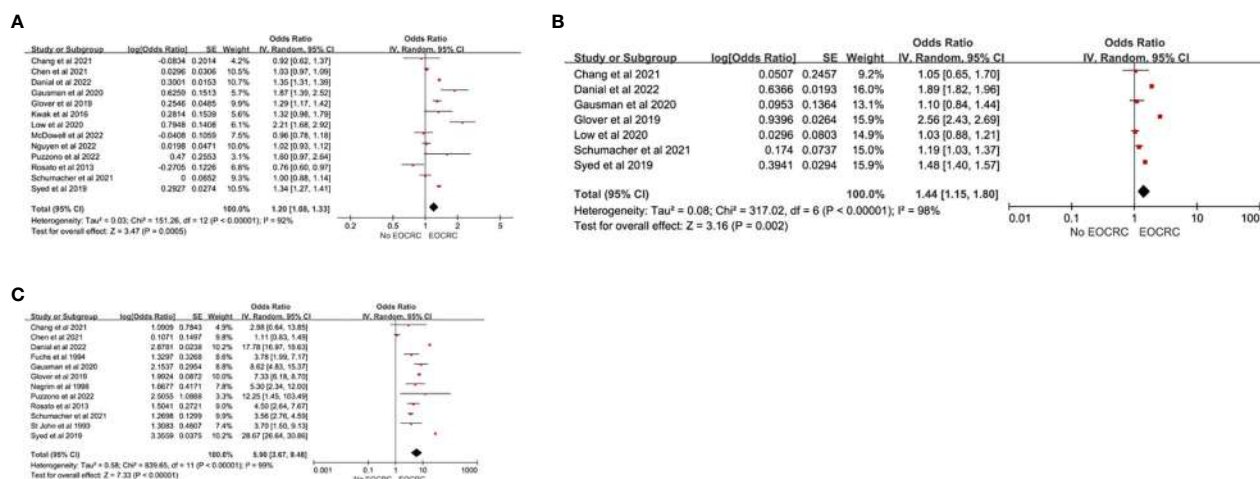 A
Odds Ratio Odds Ratio
Study or Subgroup log[Odds Ratio] SE Weight IV, Random, 95% CI IV, Random, 95% CI
Chang et al 2021 -0.0834 0.2014 4.2% 0.92 [0.62, 1.37]
Chen et al 2021 0.0296 0.0306 10.5% 1.03 [0.97, 1.09]
Danial et al 2022 0.3001 0.0153 10.7% 1.35 [1.31, 1.39]
Gausman et al 2020 0.6259 0.1513 5.7% 1.87 [1.39, 2.52]
Glover et al 2019 0.2546 0.0485 10.0% 1.29 [1.17, 1.42]
Kwak et al 2016 0.2814 0.1539 5.6% 1.32 [0.98, 1.79]
Low et al 2020 0.7948 0.1408 6.2% 2.21 [1.68, 2.92]
McDowell et al 2022 -0.0408 0.1059 7.6% 0.96 [0.78, 1.18]
Nguyen et al 2022 0.0198 0.0471 10.0% 1.02 [0.93, 1.12]
Puzzono et al 2022 0.47 0.2553 3.1% 1.60 [0.97, 2.64]
Rosato et al 2013 -0.2705 0.1226 6.8% 0.76 [0.60, 0.97]
Schumacher et al 2021 0 0.0652 9.3% 1.00 [0.88, 1.14]
Syed et al 2019 0.2927 0.0274 10.5% 1.34 [1.27, 1.41]
Total (95% CI) 100.0% 1.20 [1.08, 1.33]
Heterogeneity: Tau² = 0.03; Chi² = 151.26, df = 12 (P < 0.00001); I² = 92%
Test for overall effect: Z = 3.47 (P = 0.0005)
0.2 0.5 1 2 5
No EOCRC EOCRC
B
Odds Ratio Odds Ratio
Study or Subgroup log[Odds Ratio] SE Weight IV, Random, 95% CI IV, Random, 95% CI
Chang et al 2021 0.0507 0.2457 9.2% 1.05 [0.65, 1.70]
Danial et al 2022 0.6366 0.0193 16.0% 1.89 [1.82, 1.96]
Gausman et al 2020 0.0953 0.1364 13.1% 1.10 [0.84, 1.44]
Glover et al 2019 0.9396 0.0264 15.9% 2.56 [2.43, 2.69]
Low et al 2020 0.0296 0.0803 14.9% 1.03 [0.88, 1.21]
Schumacher et al 2021 0.174 0.0737 15.0% 1.19 [1.03, 1.37]
Syed et al 2019 0.3941 0.0294 15.9% 1.48 [1.40, 1.57]
Total (95% CI) 100.0% 1.44 [1.15, 1.80]
Heterogeneity: Tau² = 0.08; Chi² = 317.02, df = 6 (P < 0.00001); I² = 98%
Test for overall effect: Z = 3.16 (P = 0.002)
0.01 0.1 1 10 100
No EOCRC EOCRC
C
Odds Ratio Odds Ratio
Study or Subgroup log[Odds Ratio] SE Weight IV, Random, 95% CI IV, Random, 95% CI
Chang et al 2021 1.0909 0.7843 4.9% 2.98 [0.64, 13.85]
Chen et al 2021 0.1071 0.1497 9.8% 1.11 [0.83, 1.49]
Danial et al 2022 2.8781 0.0238 10.2% 17.78 [16.97, 18.63]
Fuchs et al 1994 1.3297 0.3268 8.6% 3.78 [1.99, 7.17]
Gausman et al 2020 2.1537 0.2954 8.8% 8.62 [4.83, 15.37]
Glover et al 2019 1.9924 0.0872 10.1% 7.33 [6.18, 8.70]
Negrim et al 1998 1.6677 0.4171 7.8% 5.30 [2.34, 12.00]
Puzzono et al 2022 2.5055 1.0888 3.3% 12.25 [1.45, 103.49]
Rosato et al 2013 1.5041 0.2721 9.0% 4.50 [2.64, 7.67]
Schumacher et al 2021 1.2698 0.1299 9.9% 3.56 [2.76, 4.59]
St John et al 1993 1.3083 0.4607 7.4% 3.70 [1.50, 9.13]
Syed et al 2019 3.3559 0.0375 10.2% 28.67 [26.64, 30.86]
Total (95% CI) 100.0% 5.90 [3.67, 9.48]
Heterogeneity: Tau² = 0.58; Chi² = 839.65, df = 11 (P < 0.00001); I² = 99%
Test for overall effect: Z = 7.33 (P < 0.00001)
0.001 0.1 1 10 1000
No EOCRC EOCRC